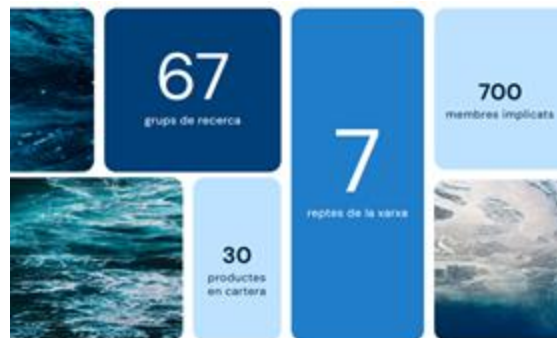 67
grups de recerca
7
reptes de la xarxa
700
membres implicats
30
productes
en cartera